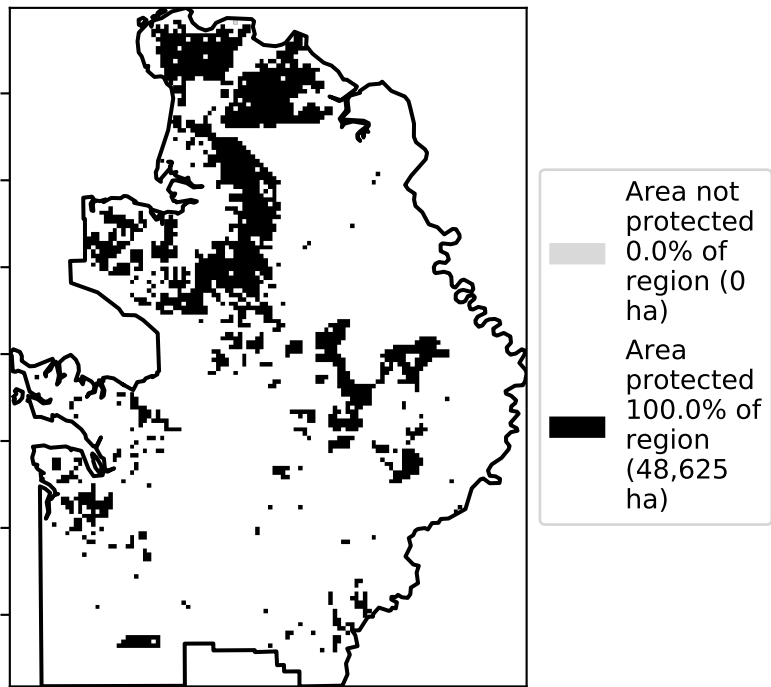 Area not
protected
0.0% of
region (0
ha)
Area
protected
100.0% of
region
(48,625
ha)